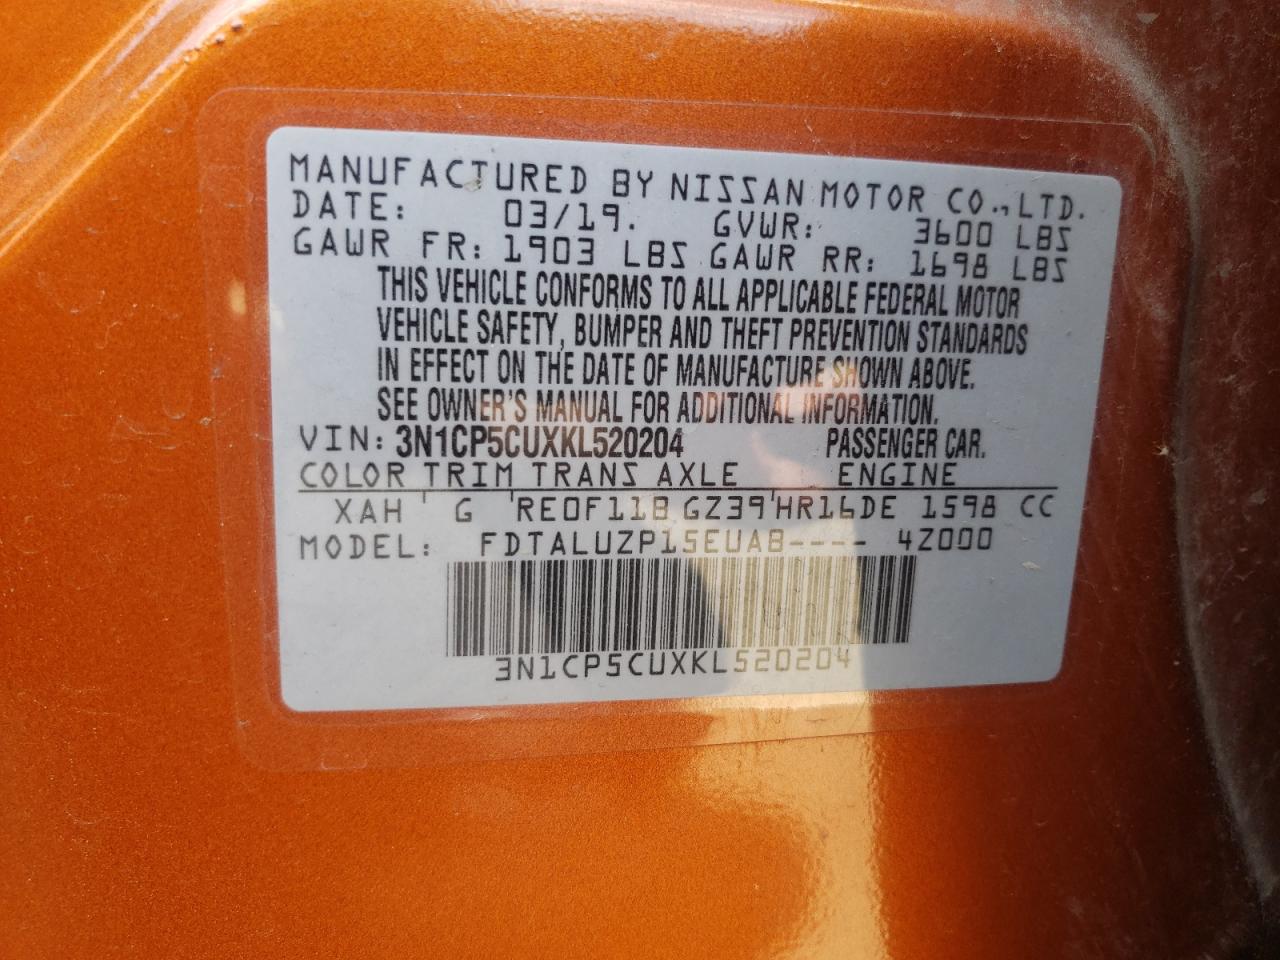 MANUFACTURED BY NISSAN MOTOR CO., LTD.
DATE: 03/19. GVWR: 3600 LBS
GAWR FR: 1903 LBS GAWR RR: 1698 LBS
THIS VEHICLE CONFORMS TO ALL APPLICABLE FEDERAL MOTOR
VEHICLE SAFETY, BUMPER AND THEFT PREVENTION STANDARDS
IN EFFECT ON THE DATE OF MANUFACTURE SHOWN ABOVE.
SEE OWNER'S MANUAL FOR ADDITIONAL INFORMATION.
VIN: 3N1CP5CUXKL520204 PASSENGER CAR.
COLOR TRIM TRANS AXLE ENGINE
XAH ' G 'RE0F11B GZ39'HR16DE 1598 CC
MODEL: FDTALUZP15EUAB---- 4Z000
3N1CP5CUXKL520204